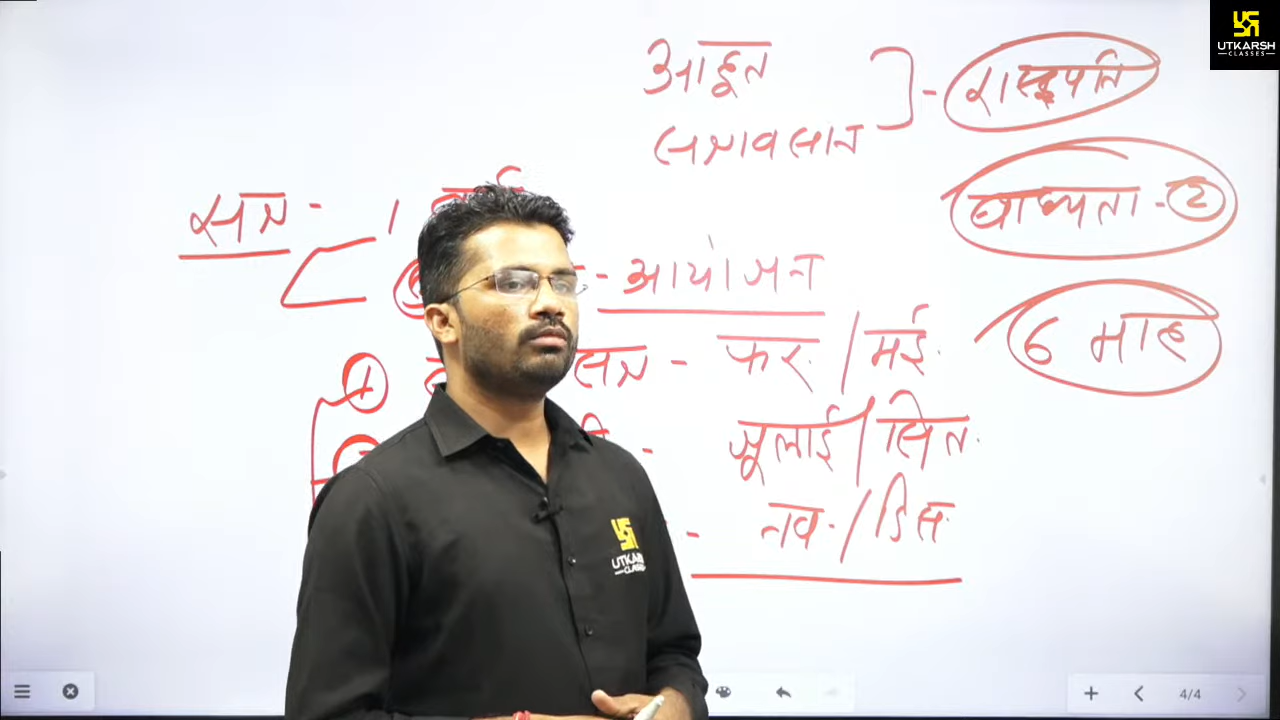 UTKARSH
CLASSES
आहूत
सत्रावसान ] - राष्ट्रपति
सत्र - 1 वर्ष
बाध्यता - 2
- आयोजन
① सत्र - फर. / मई.
6 माह
- जुलाई / सित.
- नव. / दिस.
UTKARSH
CLASSES
4/4